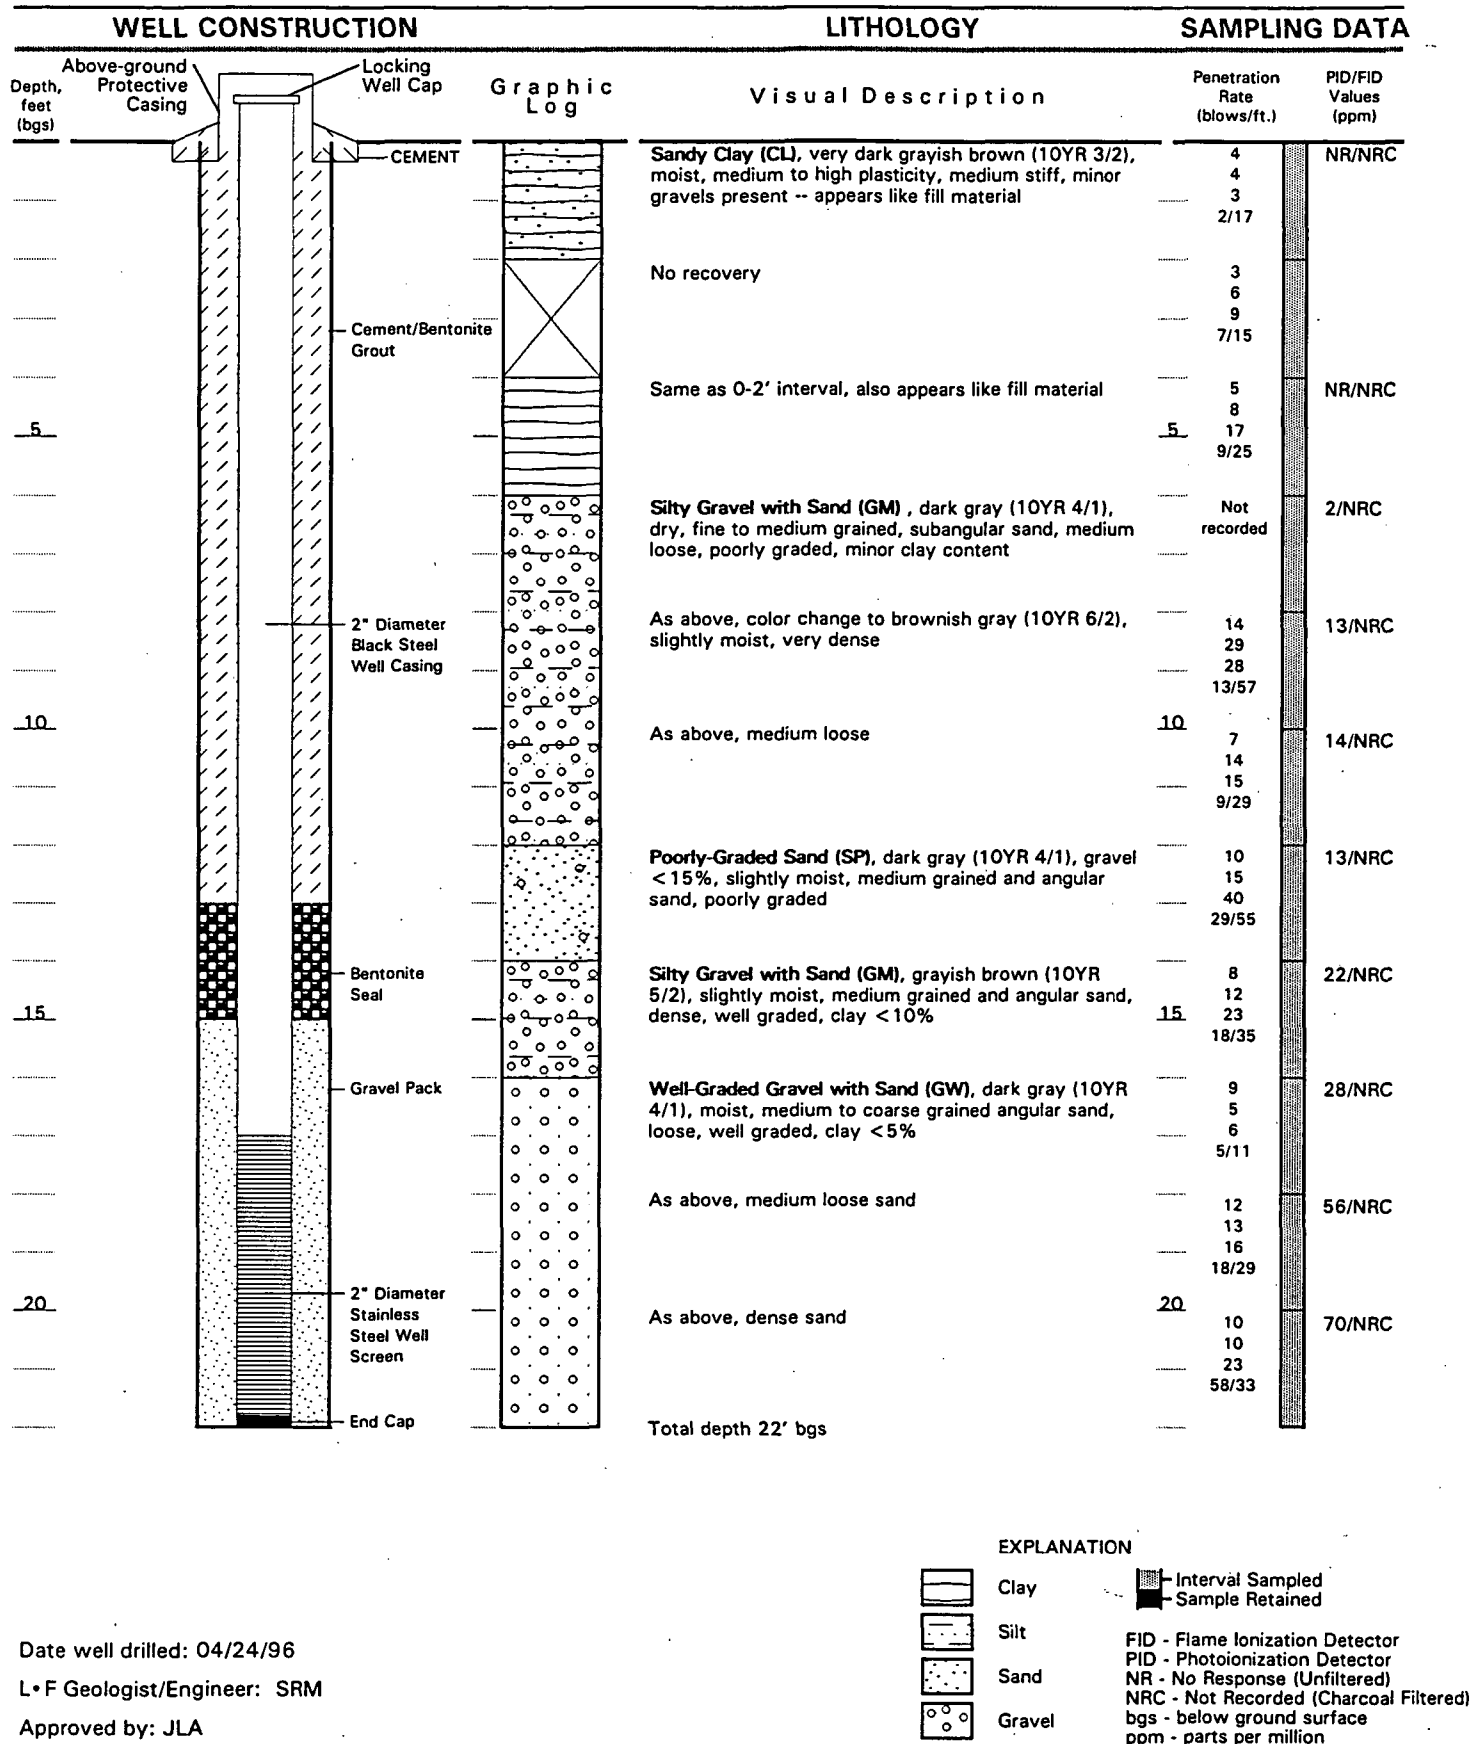 WELL CONSTRUCTION
LITHOLOGY
SAMPLING DATA
Depth,
feet
(bgs)
Above-ground
Protective
Casing
Locking
Well Cap
Graphic
Log
Visual Description
Penetration
Rate
(blows/ft.)
PID/FID
Values
(ppm)
CEMENT
Cement/Bentonite
Grout
5
2" Diameter
Black Steel
Well Casing
10
Bentonite
Seal
15
Gravel Pack
20
2" Diameter
Stainless
Steel Well
Screen
End Cap
Sandy Clay (CL), very dark grayish brown (10YR 3/2),
moist, medium to high plasticity, medium stiff, minor
gravels present -- appears like fill material
No recovery
Same as 0-2' interval, also appears like fill material
Silty Gravel with Sand (GM) , dark gray (10YR 4/1),
dry, fine to medium grained, subangular sand, medium
loose, poorly graded, minor clay content
As above, color change to brownish gray (10YR 6/2),
slightly moist, very dense
As above, medium loose
Poorly-Graded Sand (SP), dark gray (10YR 4/1), gravel
<15%, slightly moist, medium grained and angular
sand, poorly graded
Silty Gravel with Sand (GM), grayish brown (10YR
5/2), slightly moist, medium grained and angular sand,
dense, well graded, clay <10%
Well-Graded Gravel with Sand (GW), dark gray (10YR
4/1), moist, medium to coarse grained angular sand,
loose, well graded, clay <5%
As above, medium loose sand
As above, dense sand
Total depth 22' bgs
4
4
3
2/17
3
6
9
7/15
5
8
5
17
9/25
Not
recorded
14
29
28
13/57
10
7
14
15
9/29
10
15
40
29/55
8
12
15
23
18/35
9
5
6
5/11
12
13
16
18/29
20
10
10
23
58/33
NR/NRC
NR/NRC
2/NRC
13/NRC
14/NRC
13/NRC
22/NRC
28/NRC
56/NRC
70/NRC
EXPLANATION
Clay
Silt
Sand
Gravel
Interval Sampled
Sample Retained
FID - Flame Ionization Detector
PID - Photoionization Detector
NR - No Response (Unfiltered)
NRC - Not Recorded (Charcoal Filtered)
bgs - below ground surface
ppm - parts per million
Date well drilled: 04/24/96
L•F Geologist/Engineer: SRM
Approved by: JLA